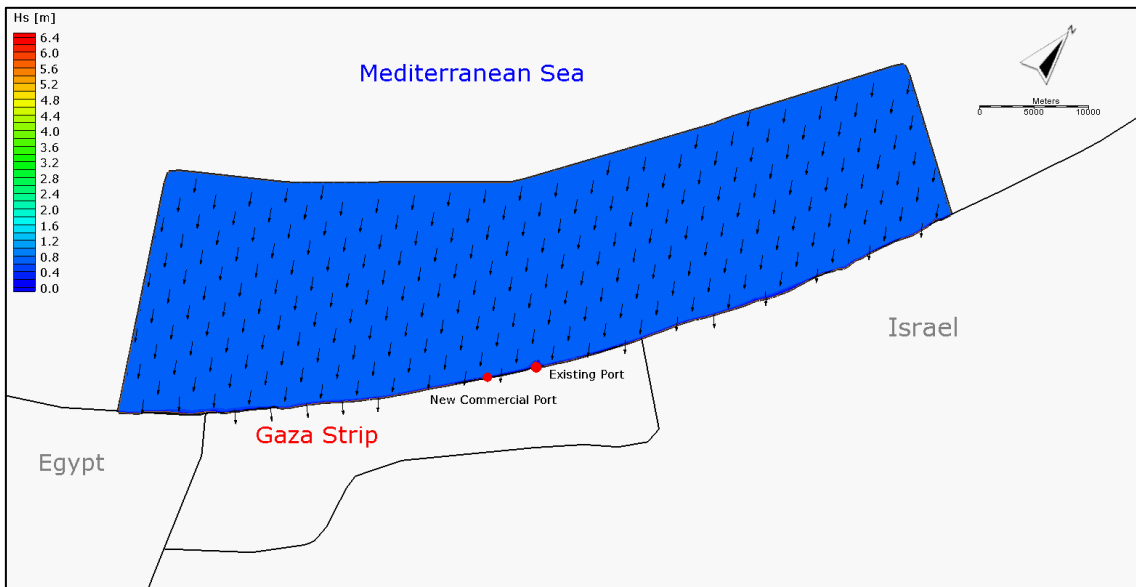 Hs [m]
6.4
6.0
5.6
5.2
4.8
4.4
4.0
3.6
3.2
2.8
2.4
2.0
1.6
1.2
0.8
0.4
0.0
Mediterranean Sea
N
Meters
0 5000 10000
Israel
Existing Port
New Commercial Port
Gaza Strip
Egypt